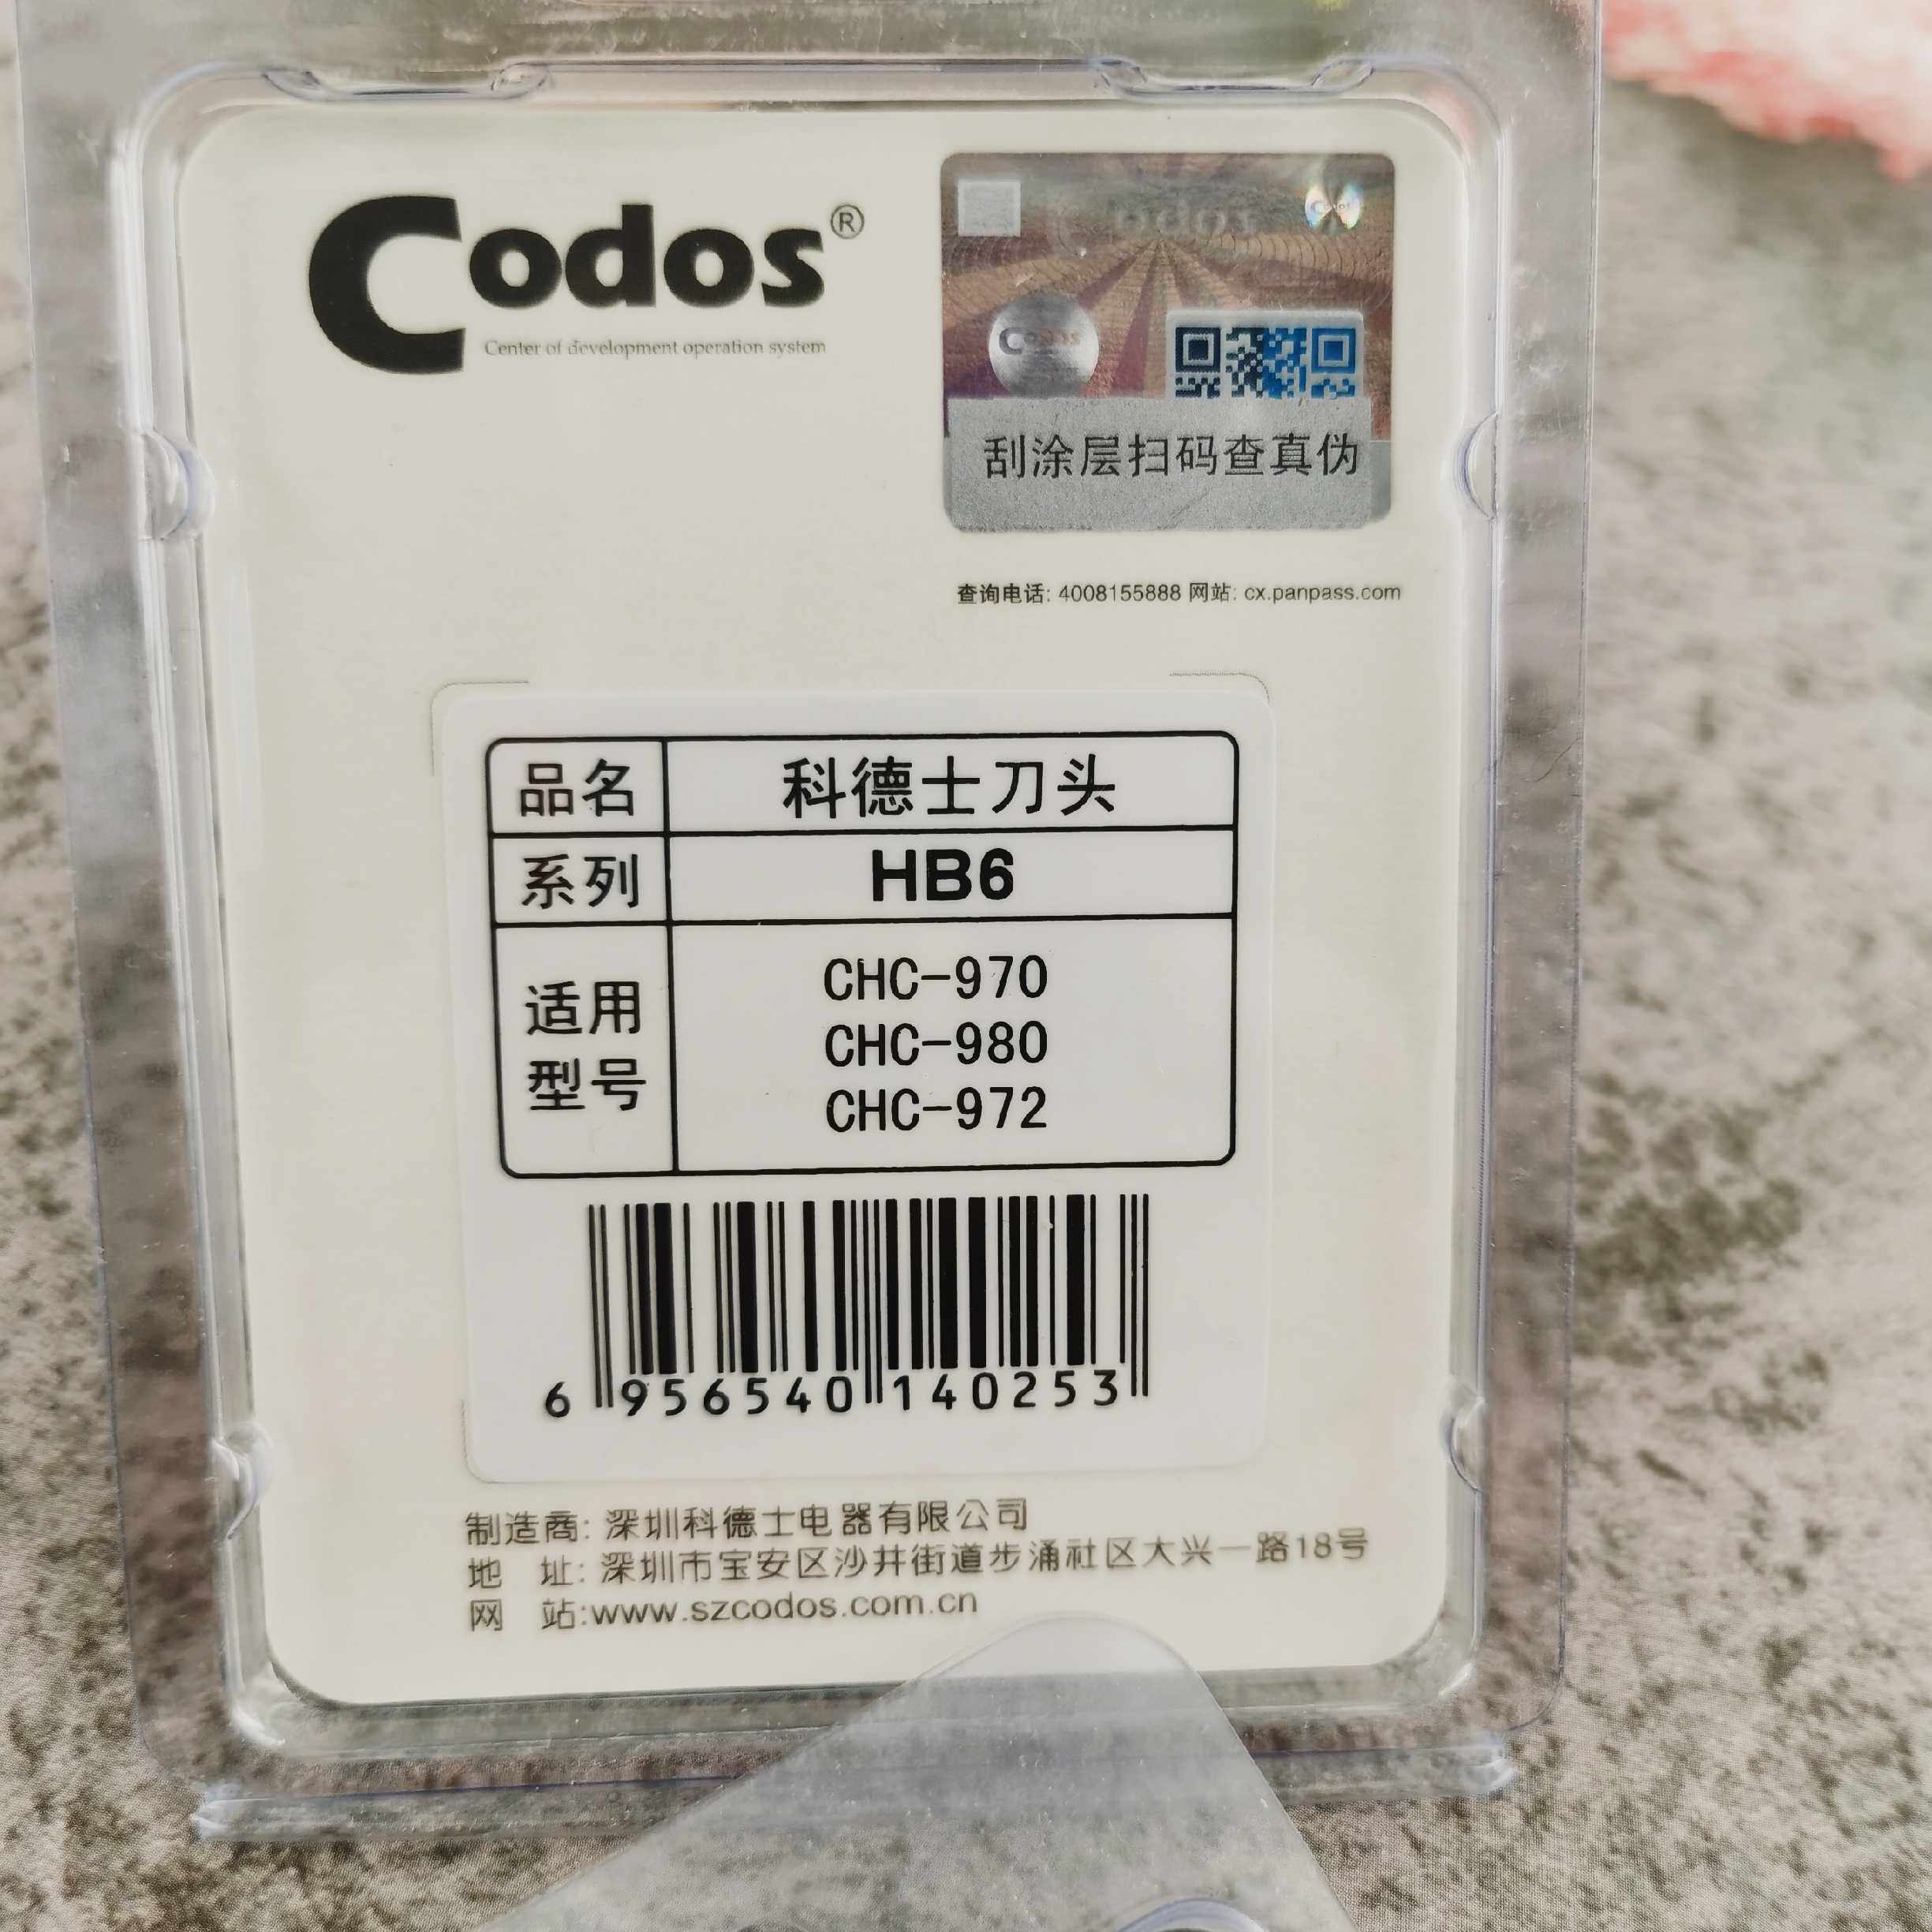 Codos®
Center of development operation system
Codos
Codos
刮涂层扫码查真伪
查询电话: 4008155888 网站: cx.panpass.com
品名 科德士刀头
系列 HB6
适用型号
CHC-970
CHC-980
CHC-972
6 956540 140253
制造商: 深圳科德士电器有限公司
地 址: 深圳市宝安区沙井街道步涌社区大兴一路18号
网 站:www.szcodos.com.cn